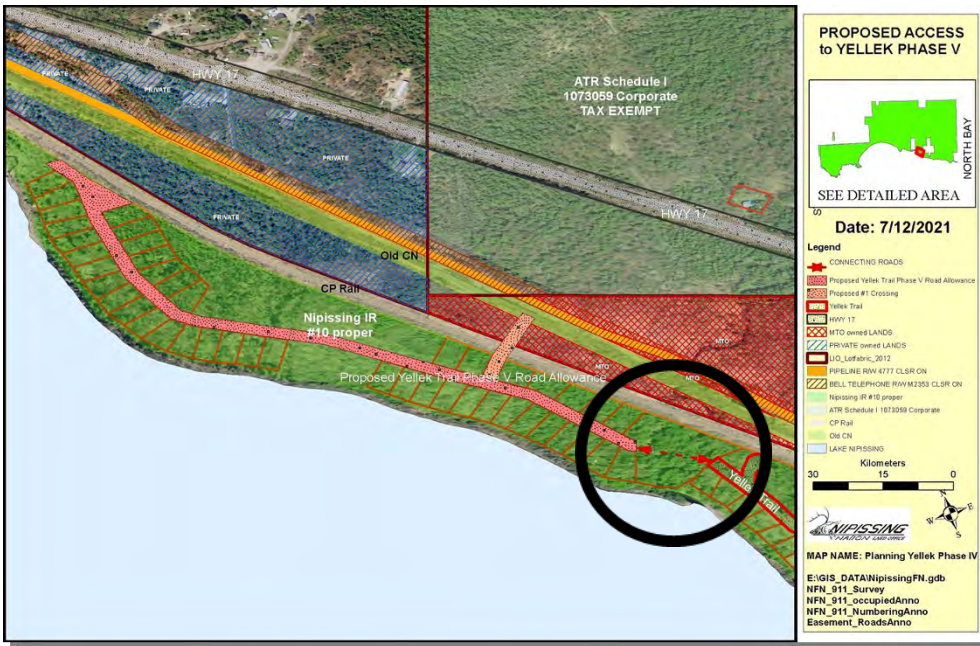 PRIVATE
HWY 17
PRIVATE
PRIVATE
PRIVATE
ATR Schedule I
1073059 Corporate
TAX EXEMPT
HWY 17
Old CN
CP Rail
Nipissing IR
#10 proper
MTO
MTO
MTO
Proposed Yellek Trail Phase V Road Allowance
Yellek Trail
PROPOSED ACCESS
to YELLEK PHASE V
NORTH BAY
SEE DETAILED AREA
S
Date: 7/12/2021
Legend
CONNECTING ROADS
Proposed Yellek Trail Phase V Road Allowance
Proposed #1 Crossing
Yellek Trail
HWY 17
MTO owned LANDS
PRIVATE owned LANDS
LIO_Lotfabric_2012
PIPELINE R/W 4777 CLSR ON
BELL TELEPHONE R/W M2353 CLSR ON
Nipissing IR #10 proper
ATR Schedule I 1073059 Corporate
CP Rail
Old CN
LAKE NIPISSING
Kilometers
30 15 0
N
W E
S
NIPISSING
NATION LAND OFFICE
MAP NAME: Planning Yellek Phase IV
E:\GIS_DATA\NipissingFN.gdb
NFN_911_Survey
NFN_911_occupiedAnno
NFN_911_NumberingAnno
Easement_RoadsAnno